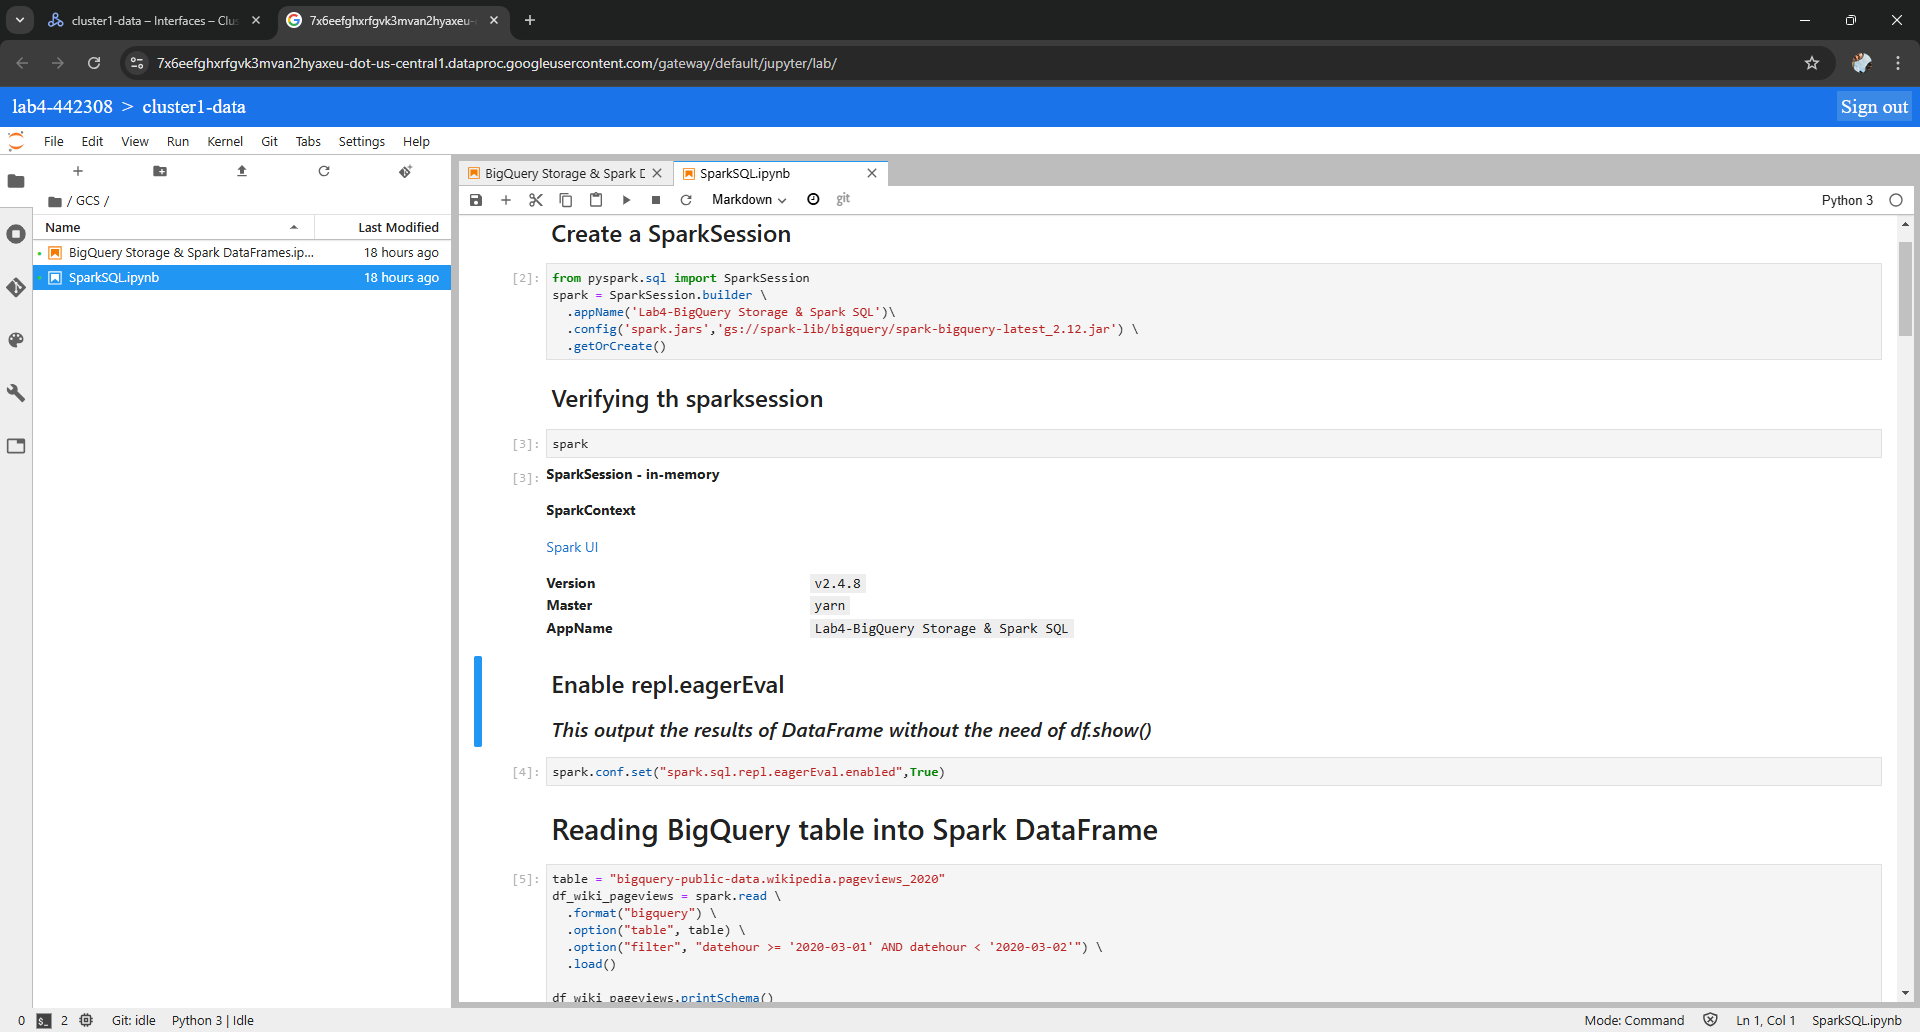 cluster1-data – Interfaces – Clus
7x6eefghxrfgvk3mvan2hyaxeu-
7x6eefghxrfgvk3mvan2hyaxeu-dot-us-central1.dataproc.googleusercontent.com/gateway/default/jupyter/lab/
lab4-442308 > cluster1-data
Sign out
File Edit View Run Kernel Git Tabs Settings Help
/ GCS /
Name Last Modified
BigQuery Storage & Spark DataFrames.ip... 18 hours ago
SparkSQL.ipynb 18 hours ago
BigQuery Storage & Spark D
SparkSQL.ipynb
Markdown
git
Python 3
Create a SparkSession
[2]: from pyspark.sql import SparkSession
spark = SparkSession.builder \
.appName('Lab4-BigQuery Storage & Spark SQL')\
.config('spark.jars','gs://spark-lib/bigquery/spark-bigquery-latest_2.12.jar') \
.getOrCreate()
Verifying th sparksession
[3]: spark
[3]: SparkSession - in-memory
SparkContext
Spark UI
Version v2.4.8
Master yarn
AppName Lab4-BigQuery Storage & Spark SQL
Enable repl.eagerEval
This output the results of DataFrame without the need of df.show()
[4]: spark.conf.set("spark.sql.repl.eagerEval.enabled",True)
Reading BigQuery table into Spark DataFrame
[5]: table = "bigquery-public-data.wikipedia.pageviews_2020"
df_wiki_pageviews = spark.read \
.format("bigquery") \
.option("table", table) \
.option("filter", "datehour >= '2020-03-01' AND datehour < '2020-03-02'") \
.load()
df_wiki_pageviews.printSchema()
0 $_ 2 Git: idle Python 3 | Idle
Mode: Command Ln 1, Col 1 SparkSQL.ipynb